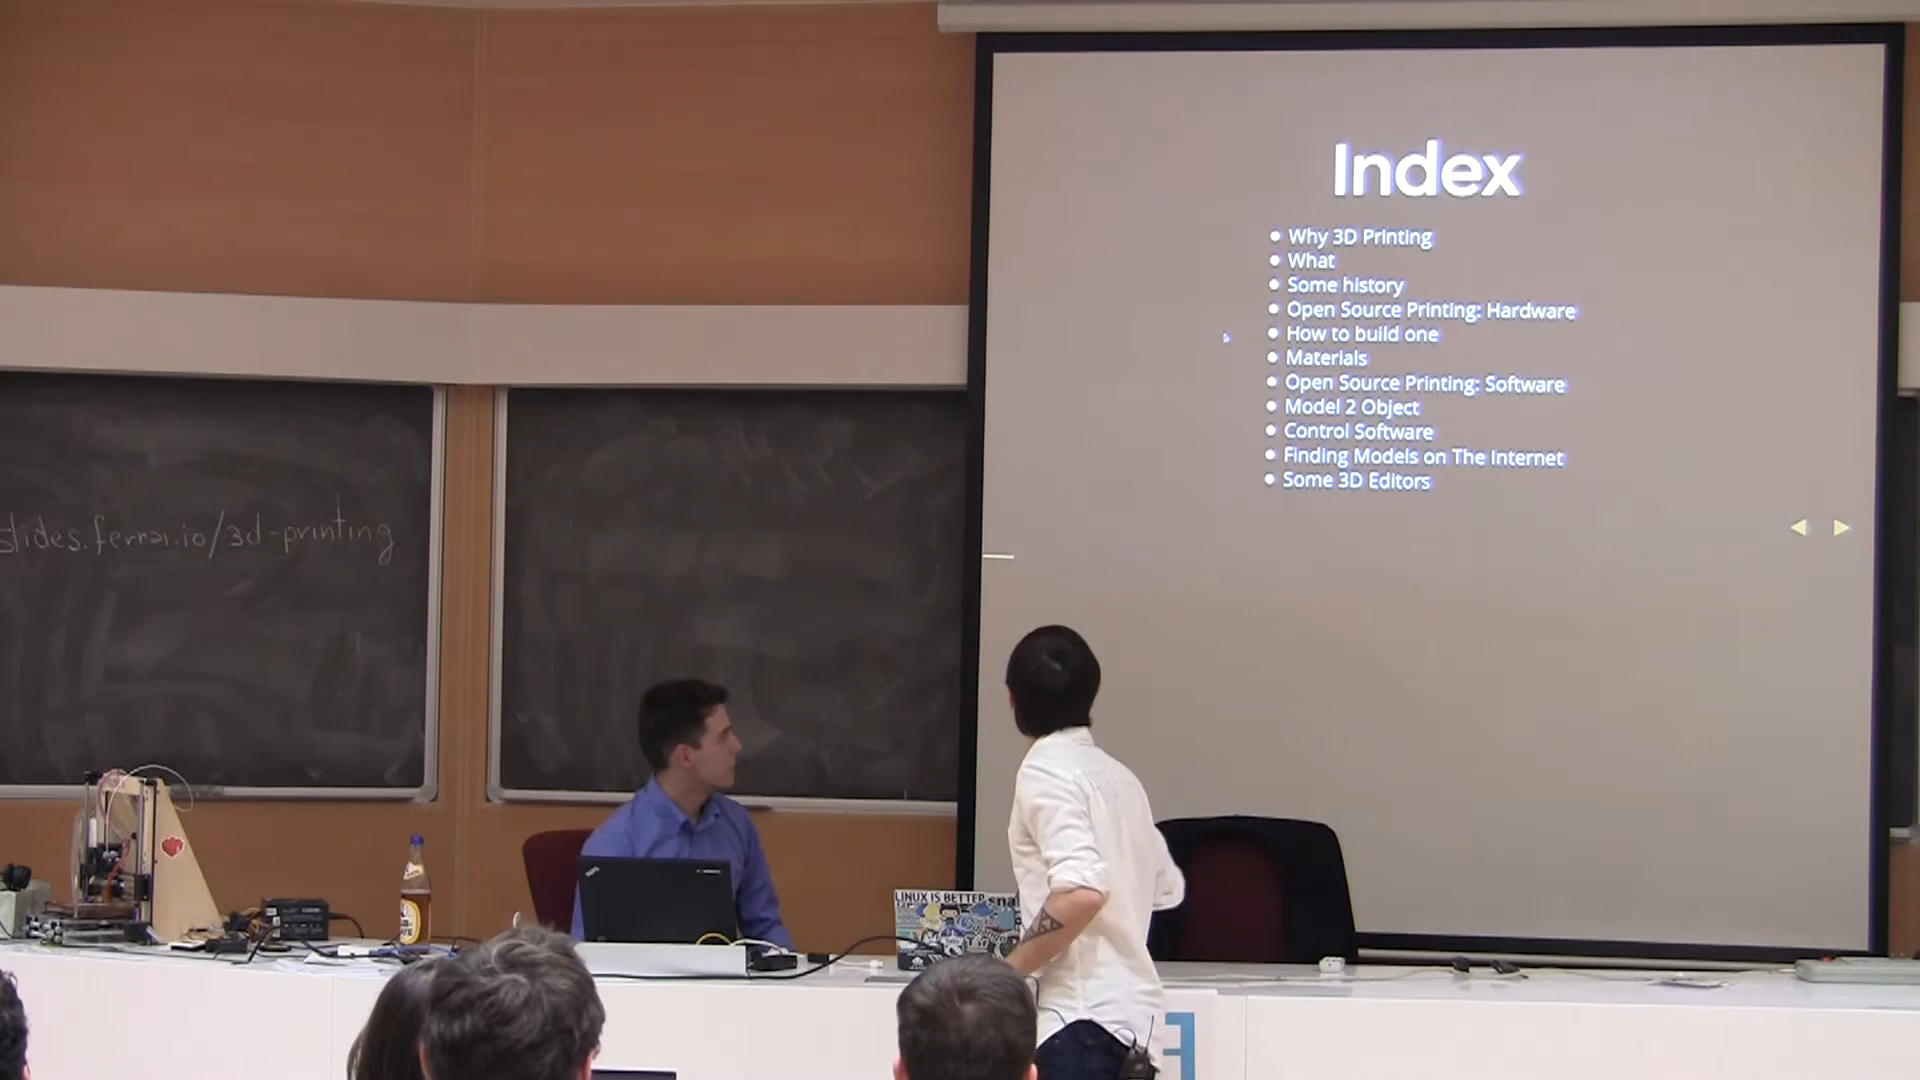 Index
Why 3D Printing
What
Some history
Open Source Printing: Hardware
How to build one
Materials
Open Source Printing: Software
Model 2 Object
Control Software
Finding Models on The Internet
Some 3D Editors
slides.ferrai.io/3d-printing
LINUX IS BETTER